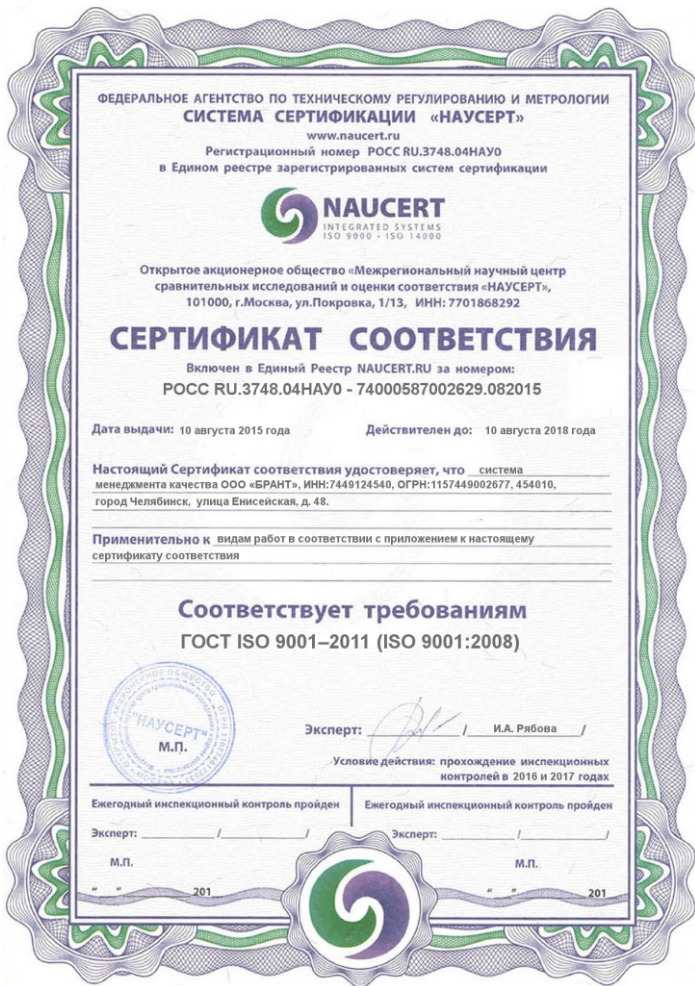 ФЕДЕРАЛЬНОЕ АГЕНТСТВО ПО ТЕХНИЧЕСКОМУ РЕГУЛИРОВАНИЮ И МЕТРОЛОГИИ
СИСТЕМА СЕРТИФИКАЦИИ «НАУСЕРТ»
www.naucert.ru
Регистрационный номер РОСС RU.3748.04НАУ0
в Едином реестре зарегистрированных систем сертификации
NAUCERT
INTEGRATED SYSTEMS
ISO 9000 - ISO 14000
Открытое акционерное общество «Межрегиональный научный центр
сравнительных исследований и оценки соответствия «НАУСЕРТ»,
101000, г.Москва, ул.Покровка, 1/13, ИНН: 7701868292
СЕРТИФИКАТ СООТВЕТСТВИЯ
Включен в Единый Реестр NAUCERT.RU за номером:
РОСС RU.3748.04НАУ0 - 74000587002629.082015
Дата выдачи: 10 августа 2015 года Действителен до: 10 августа 2018 года
Настоящий Сертификат соответствия удостоверяет, что система
менеджмента качества ООО «БРАНТ», ИНН:7449124540, ОГРН:1157449002677, 454010,
город Челябинск, улица Енисейская, д. 48.
Применительно к видам работ в соответствии с приложением к настоящему
сертификату соответствия
Соответствует требованиям
ГОСТ ISO 9001–2011 (ISO 9001:2008)
"НАУСЕРТ"
М.П.
Эксперт: / И.А. Рябова /
Условие действия: прохождение инспекционных
контролей в 2016 и 2017 годах
Ежегодный инспекционный контроль пройден Ежегодный инспекционный контроль пройден
Эксперт: ____________ / ____________ / Эксперт: ____________ / ____________ /
М.П. М.П.
" " 201 " " 201